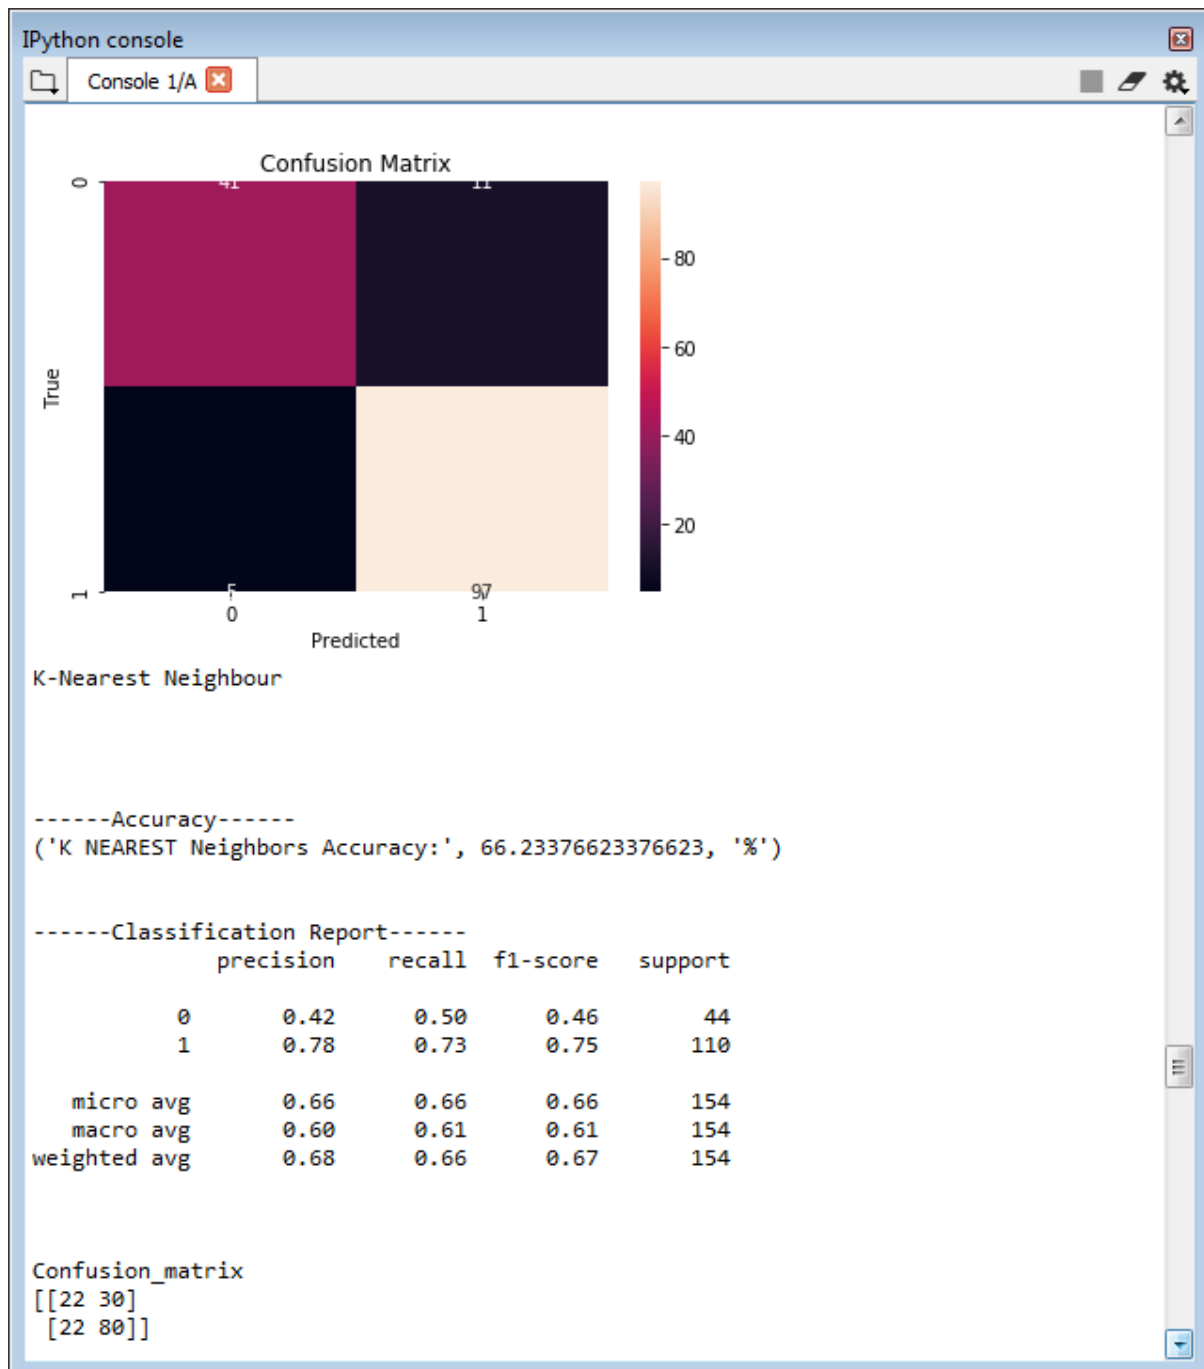 IPython console
Console 1/A
Confusion Matrix
0
41 11
80
60
True
40
20
1
5 97
0 1
Predicted
K-Nearest Neighbour
------Accuracy------
('K NEAREST Neighbors Accuracy:', 66.23376623376623, '%')
------Classification Report------
precision recall f1-score support
0 0.42 0.50 0.46 44
1 0.78 0.73 0.75 110
micro avg 0.66 0.66 0.66 154
macro avg 0.60 0.61 0.61 154
weighted avg 0.68 0.66 0.67 154
Confusion_matrix
[[22 30]
[22 80]]